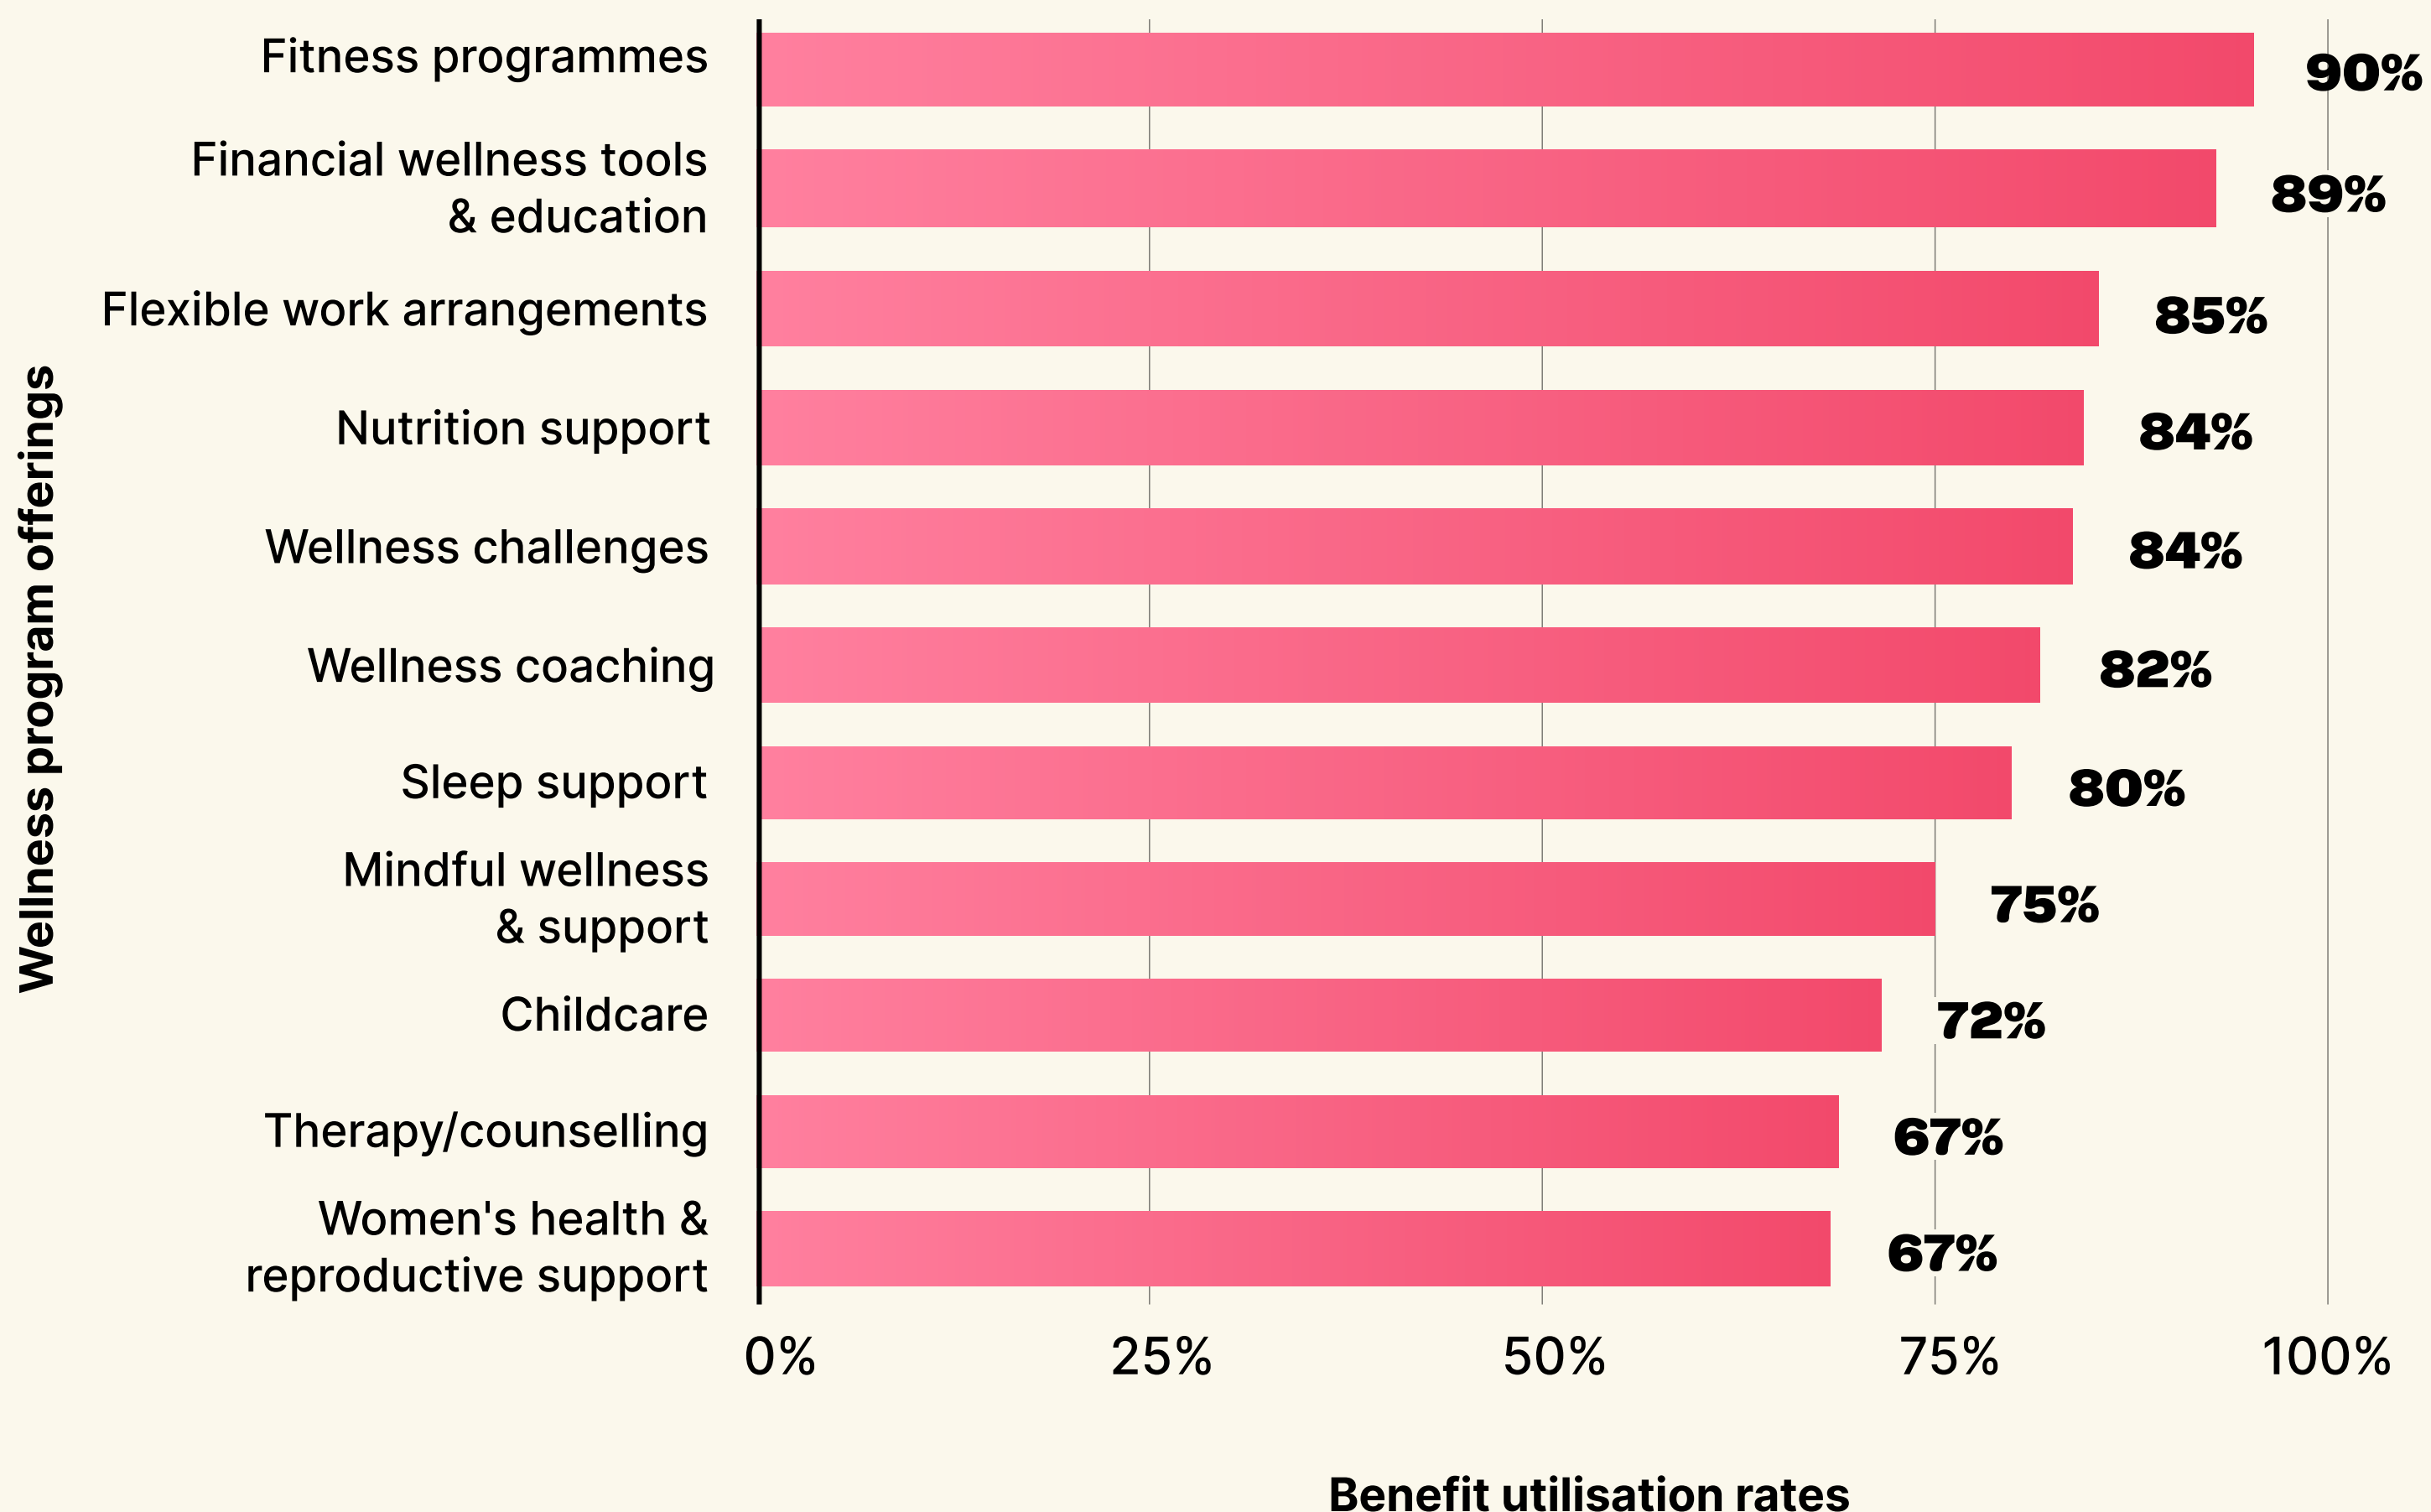 Wellness program offerings
Fitness programmes
90%
Financial wellness tools
& education
89%
Flexible work arrangements
85%
Nutrition support
84%
Wellness challenges
84%
Wellness coaching
82%
Sleep support
80%
Mindful wellness
& support
75%
Childcare
72%
Therapy/counselling
67%
Women's health &
reproductive support
67%
0% 25% 50% 75% 100%
Benefit utilisation rates